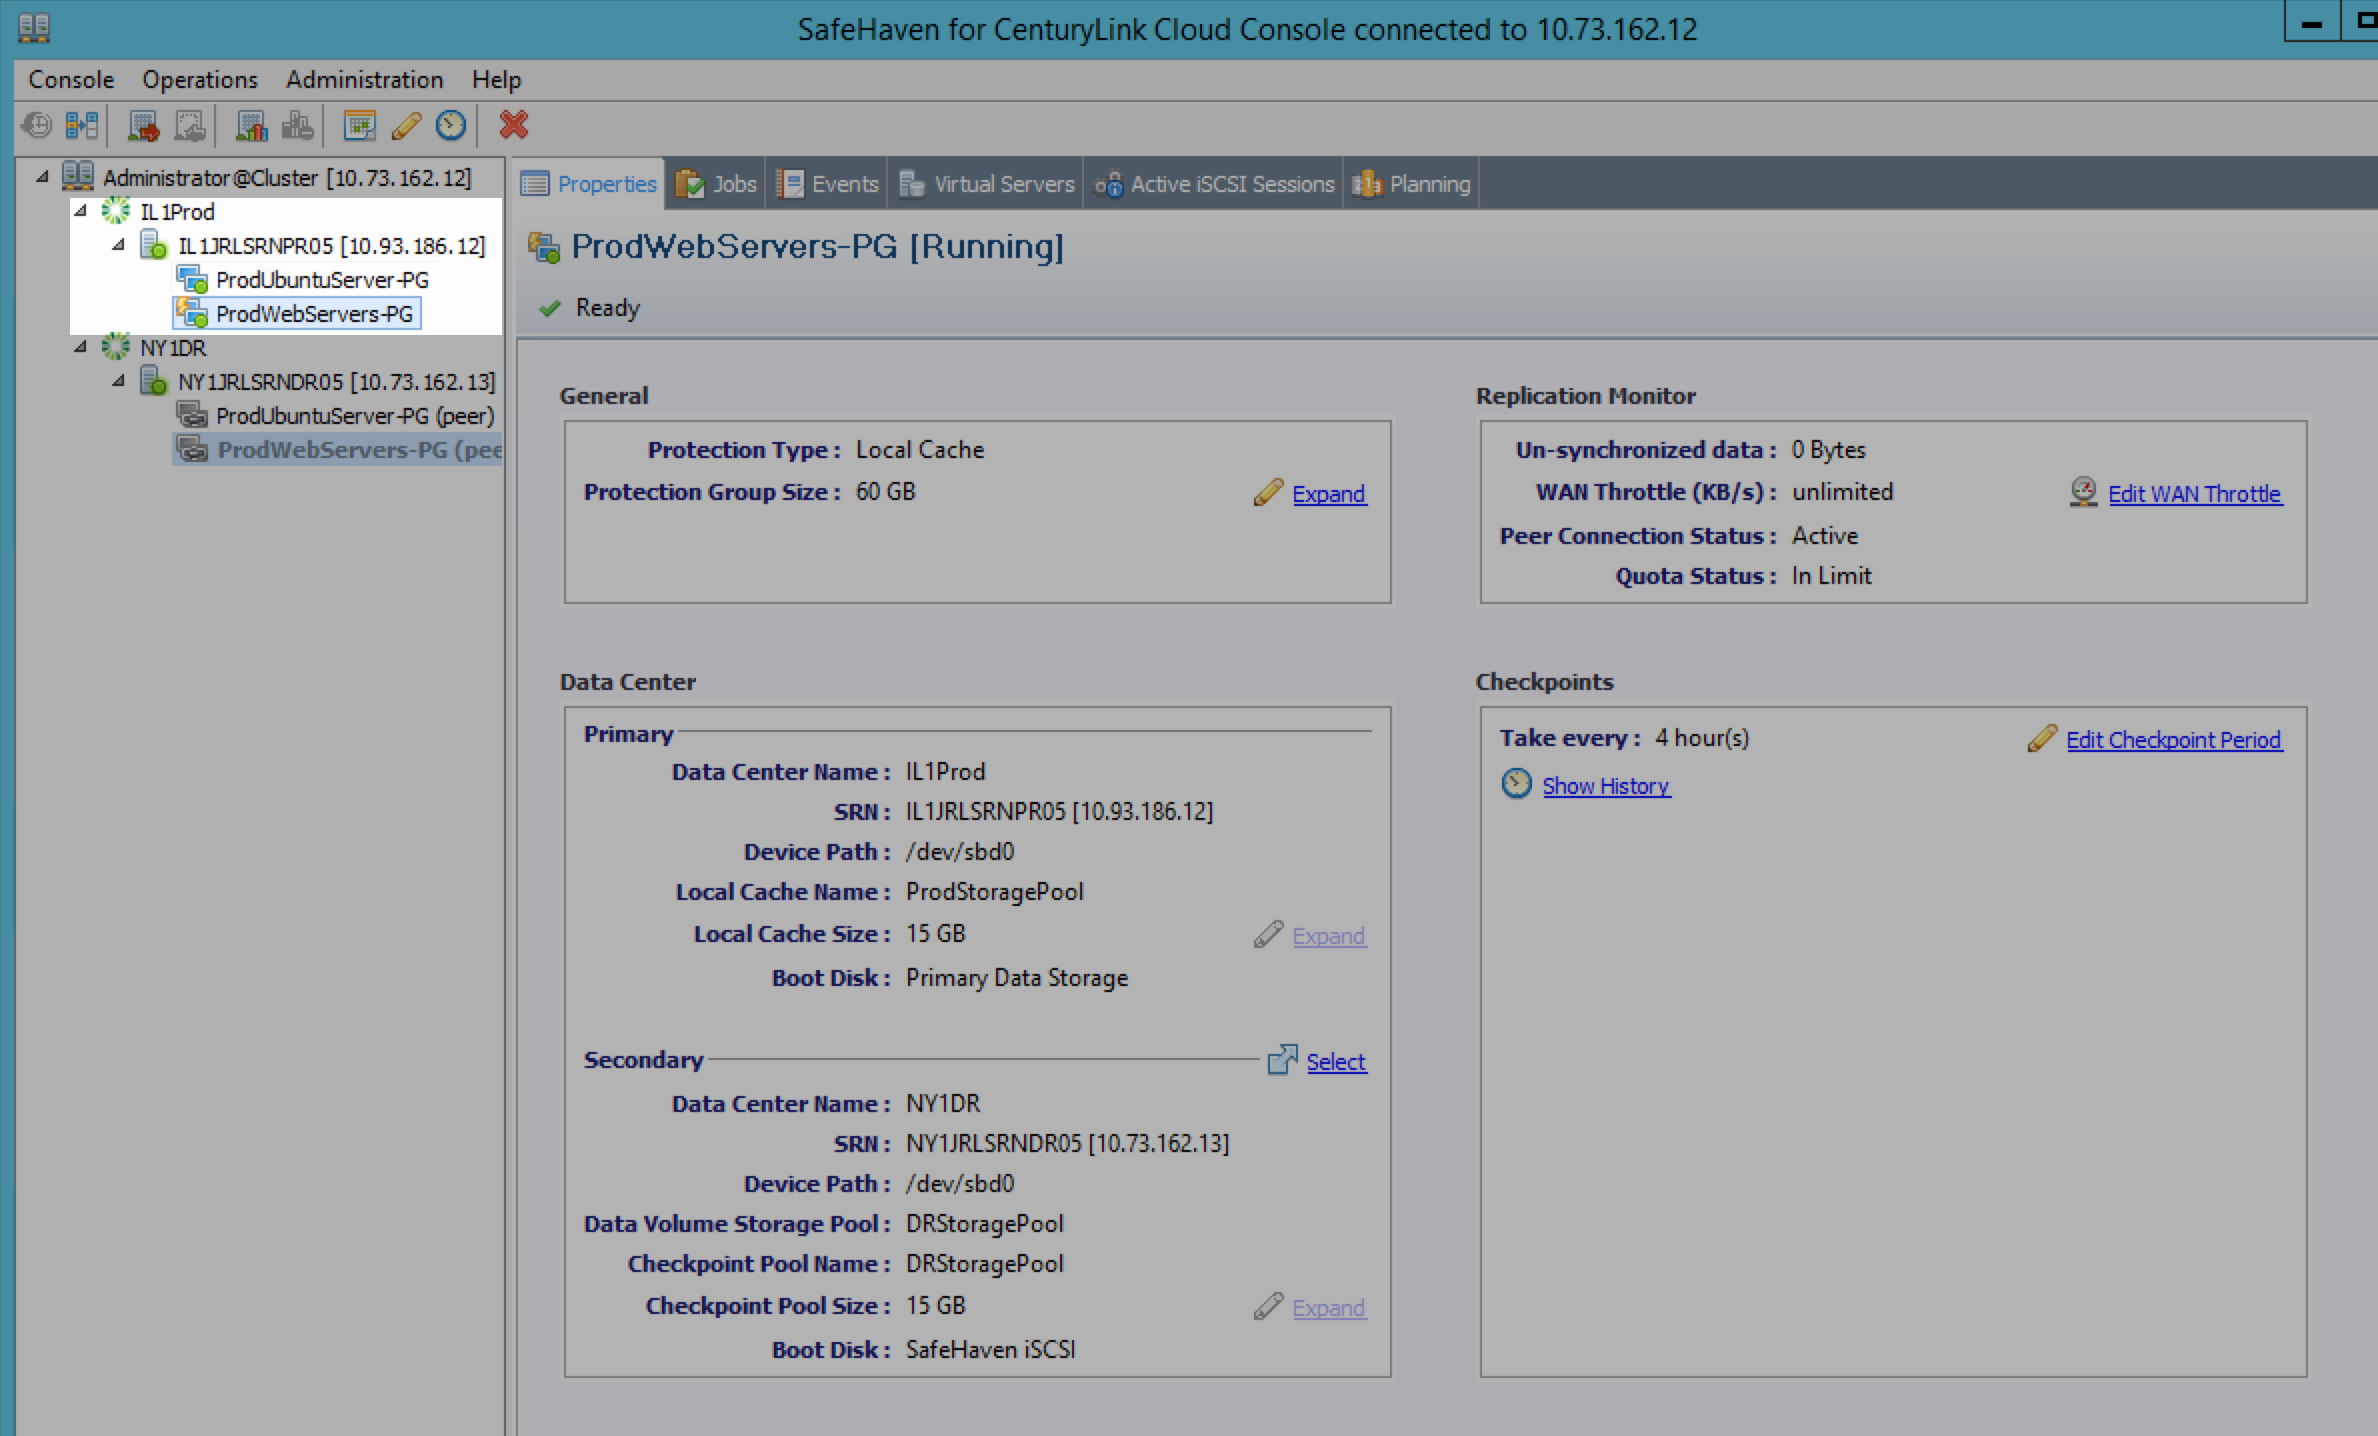 SafeHaven for CenturyLink Cloud Console connected to 10.73.162.12
Console Operations Administration Help
Administrator@Cluster [10.73.162.12]
IL1Prod
IL1JRLSRNPR05 [10.93.186.12]
ProdUbuntuServer-PG
ProdWebServers-PG
NY1DR
NY1JRLSRNDR05 [10.73.162.13]
ProdUbuntuServer-PG (peer)
ProdWebServers-PG (pee
Properties Jobs Events Virtual Servers Active iSCSI Sessions Planning
ProdWebServers-PG [Running]
Ready
General
Protection Type : Local Cache
Protection Group Size : 60 GB Expand
Replication Monitor
Un-synchronized data : 0 Bytes
WAN Throttle (KB/s) : unlimited Edit WAN Throttle
Peer Connection Status : Active
Quota Status : In Limit
Data Center
Primary
Data Center Name : IL1Prod
SRN : IL1JRLSRNPR05 [10.93.186.12]
Device Path : /dev/sbd0
Local Cache Name : ProdStoragePool
Local Cache Size : 15 GB Expand
Boot Disk : Primary Data Storage
Secondary Select
Data Center Name : NY1DR
SRN : NY1JRLSRNDR05 [10.73.162.13]
Device Path : /dev/sbd0
Data Volume Storage Pool : DRStoragePool
Checkpoint Pool Name : DRStoragePool
Checkpoint Pool Size : 15 GB Expand
Boot Disk : SafeHaven iSCSI
Checkpoints
Take every : 4 hour(s) Edit Checkpoint Period
Show History